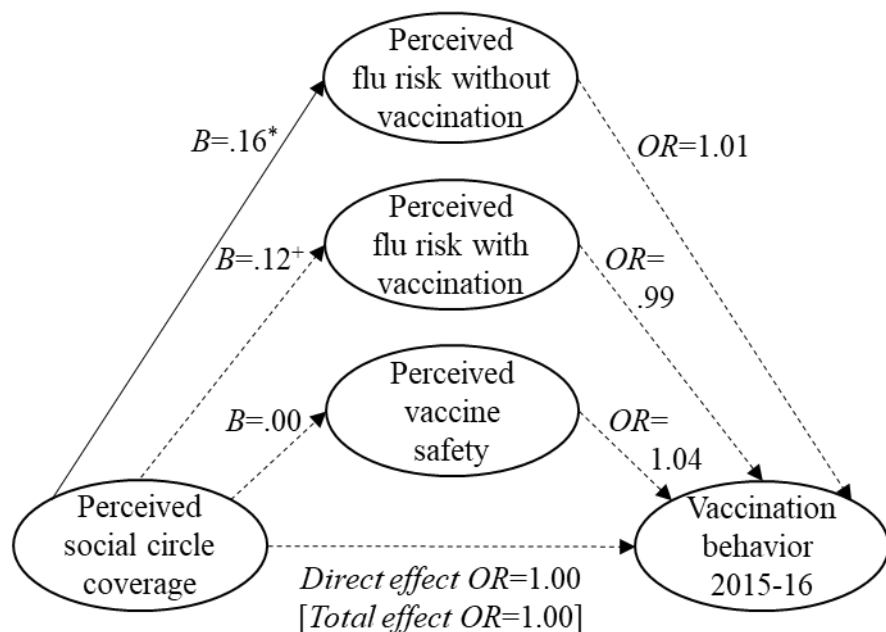 Perceived
flu risk without
vaccination
B=.16*
OR=1.01
Perceived
flu risk with
vaccination
B=.12+
OR=
.99
Perceived
vaccine
safety
B=.00
OR=
1.04
Perceived
social circle
coverage
Vaccination
behavior
2015-16
Direct effect OR=1.00
[Total effect OR=1.00]